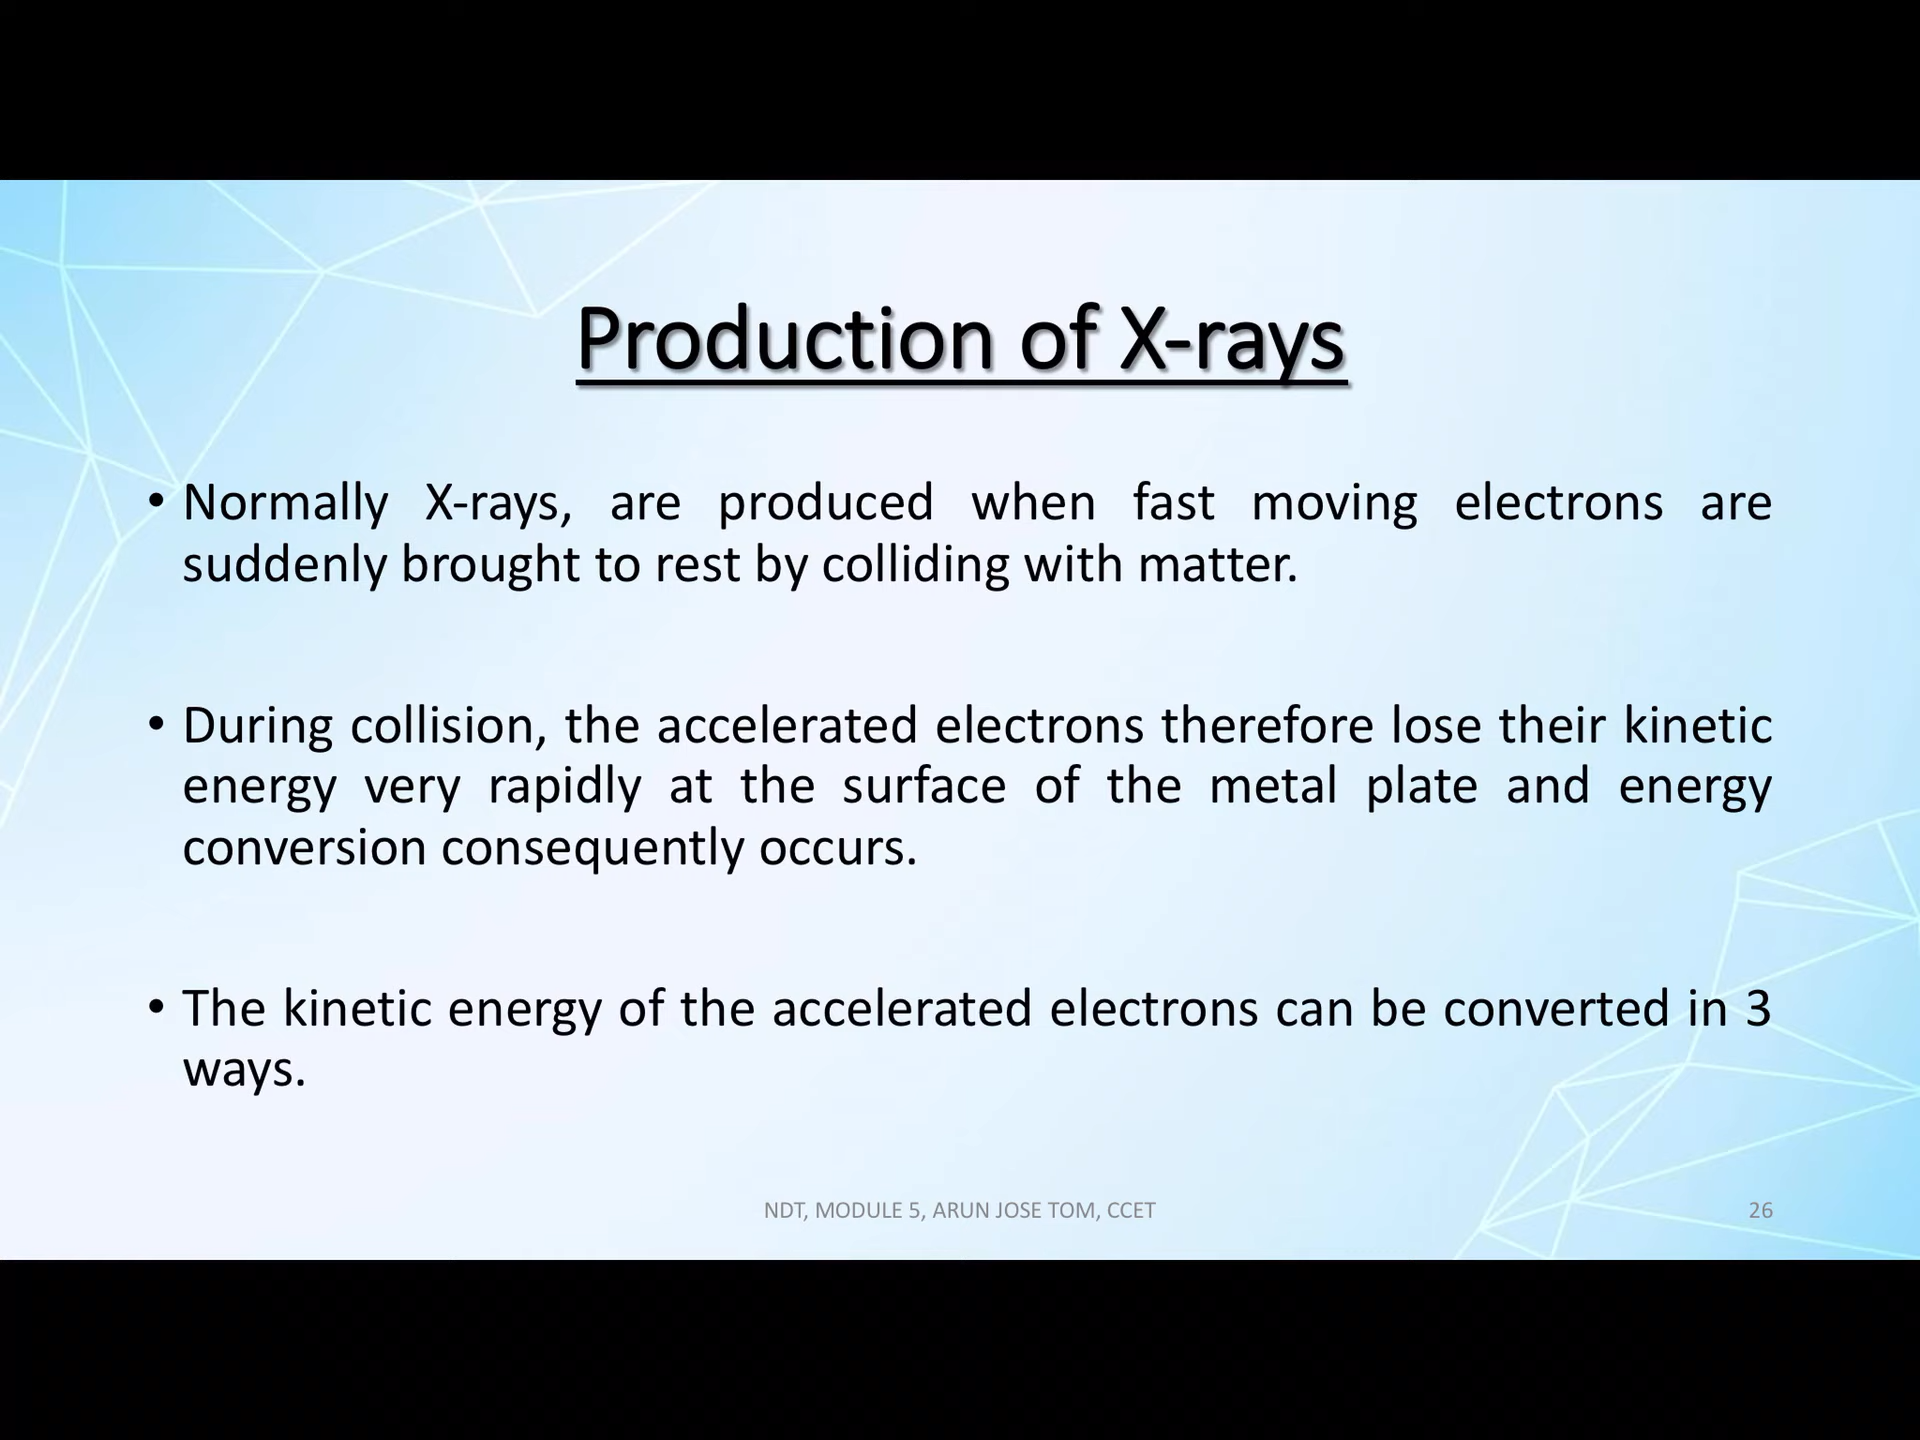 Production of X-rays
• Normally X-rays, are produced when fast moving electrons are
suddenly brought to rest by colliding with matter.
• During collision, the accelerated electrons therefore lose their kinetic
energy very rapidly at the surface of the metal plate and energy
conversion consequently occurs.
• The kinetic energy of the accelerated electrons can be converted in 3
ways.
NDT, MODULE 5, ARUN JOSE TOM, CCET
26